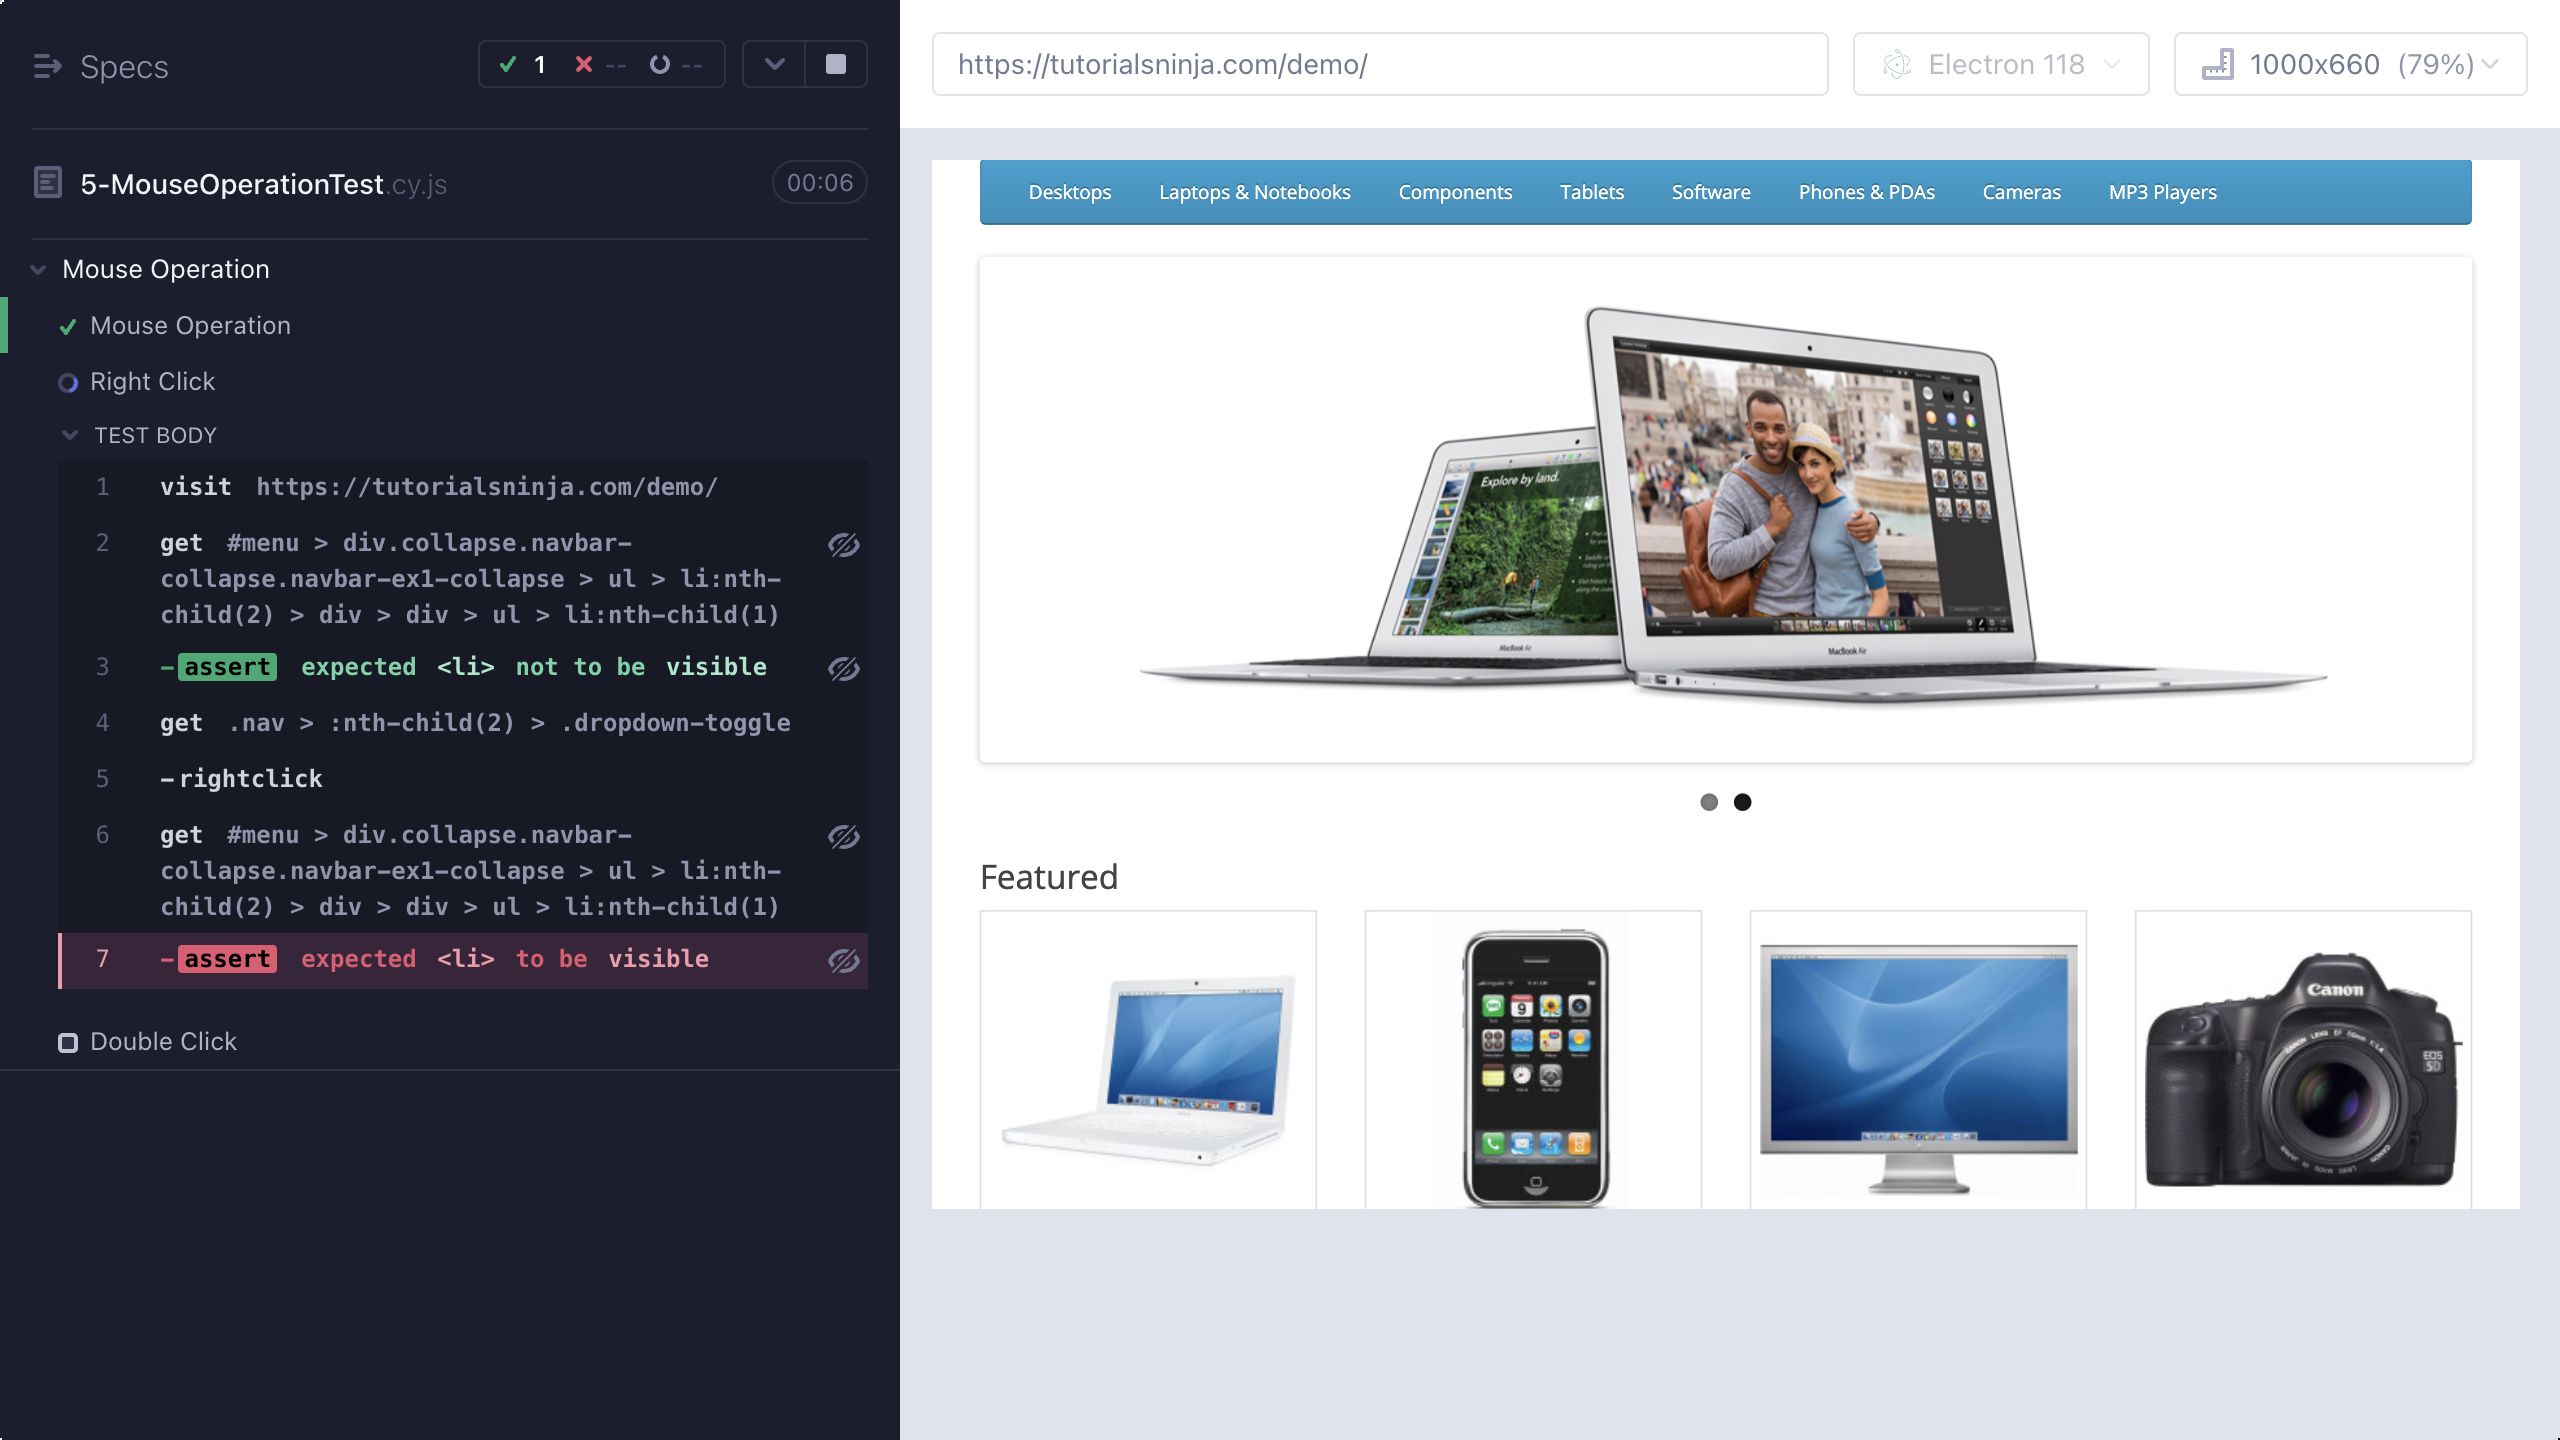 Specs
1
--
--
5-MouseOperationTest.cy.js
00:06
Mouse Operation
Mouse Operation
Right Click
TEST BODY
1 visit https://tutorialsninja.com/demo/
2 get #menu > div.collapse.navbar-
collapse.navbar-ex1-collapse > ul > li:nth-
child(2) > div > div > ul > li:nth-child(1)
3 -assert expected <li> not to be visible
4 get .nav > :nth-child(2) > .dropdown-toggle
5 -rightclick
6 get #menu > div.collapse.navbar-
collapse.navbar-ex1-collapse > ul > li:nth-
child(2) > div > div > ul > li:nth-child(1)
7 -assert expected <li> to be visible
Double Click
https://tutorialsninja.com/demo/
Electron 118
1000x660 (79%)
Desktops Laptops & Notebooks Components Tablets Software Phones & PDAs Cameras MP3 Players
Explore by land.
MacBook Air
MacBook Air
Featured
9
Canon
EOS
5D